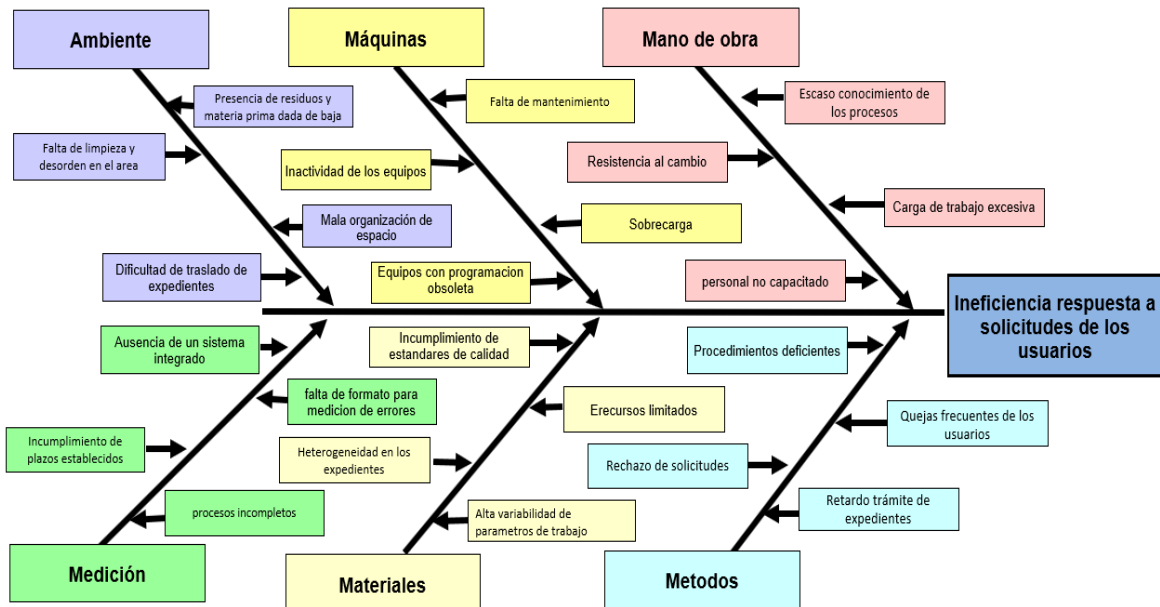 Ambiente
Máquinas
Mano de obra
Presencia de residuos y
materia prima dada de baja
Falta de limpieza y
desorden en el area
Mala organización de
espacio
Dificultad de traslado de
expedientes
Falta de mantenimiento
Inactividad de los equipos
Sobrecarga
Equipos con programacion
obsoleta
Escaso conocimiento de
los procesos
Resistencia al cambio
Carga de trabajo excesiva
personal no capacitado
Ineficiencia respuesta a
solicitudes de los
usuarios
Ausencia de un sistema
integrado
falta de formato para
medicion de errores
Incumplimiento de
plazos establecidos
procesos incompletos
Incumplimiento de
estandares de calidad
Erecursos limitados
Heterogeneidad en los
expedientes
Alta variabilidad de
parametros de trabajo
Procedimientos deficientes
Quejas frecuentes de los
usuarios
Rechazo de solicitudes
Retardo trámite de
expedientes
Medición
Materiales
Metodos